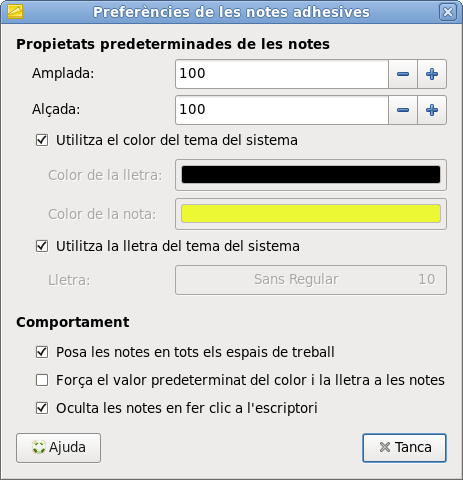 Preferències de les notes adhesives
Propietats predeterminades de les notes
Amplada: 100
Alçada: 100
Utilitza el color del tema del sistema
Color de la lletra:
Color de la nota:
Utilitza la lletra del tema del sistema
Lletra: Sans Regular 10
Comportament
Posa les notes en tots els espais de treball
Força el valor predeterminat del color i la lletra a les notes
Oculta les notes en fer clic a l'escriptori
Ajuda Tanca